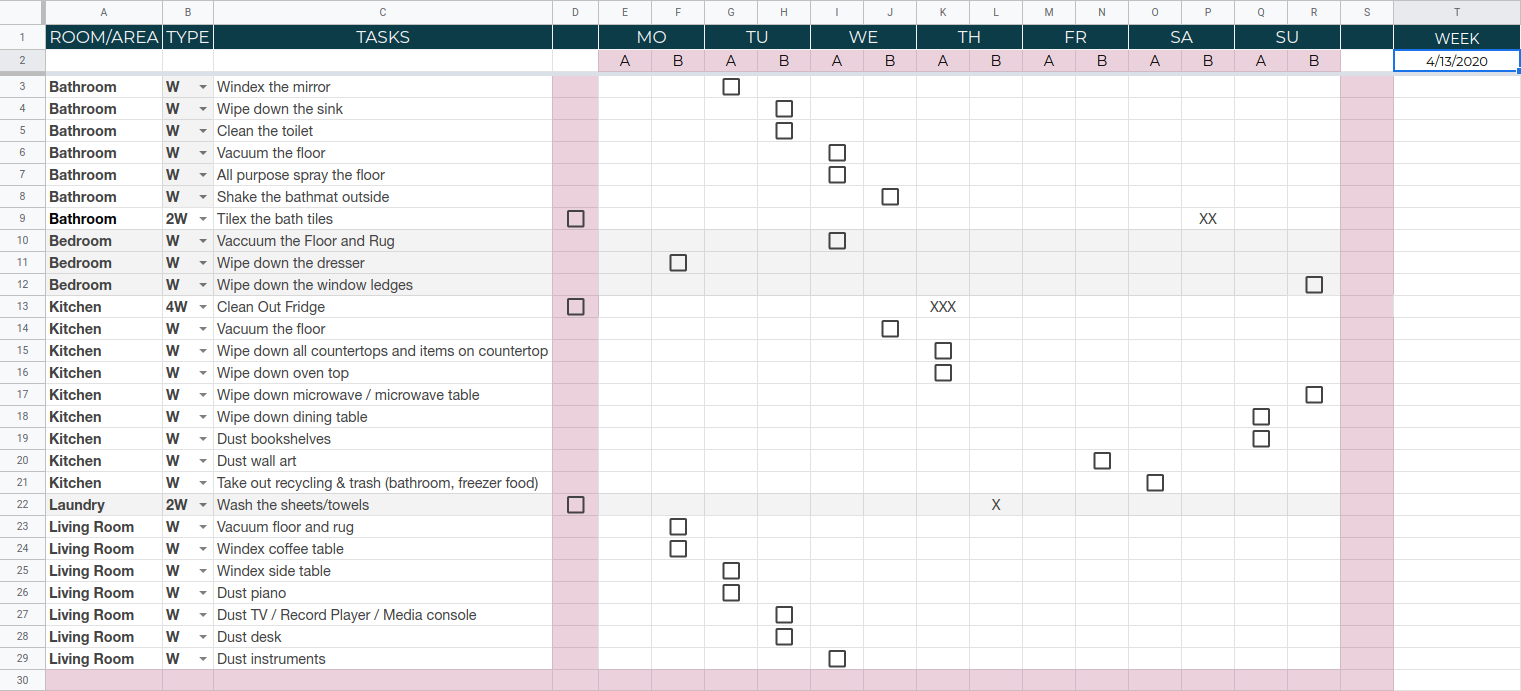 A B C D E F G H I J K L M N O P Q R S T
1 ROOM/AREA TYPE TASKS MO TU WE TH FR SA SU WEEK
2 A B A B A B A B A B A B A B 4/13/2020
3 Bathroom W Windex the mirror
4 Bathroom W Wipe down the sink
5 Bathroom W Clean the toilet
6 Bathroom W Vacuum the floor
7 Bathroom W All purpose spray the floor
8 Bathroom W Shake the bathmat outside
9 Bathroom 2W Tilex the bath tiles XX
10 Bedroom W Vaccuum the Floor and Rug
11 Bedroom W Wipe down the dresser
12 Bedroom W Wipe down the window ledges
13 Kitchen 4W Clean Out Fridge XXX
14 Kitchen W Vacuum the floor
15 Kitchen W Wipe down all countertops and items on countertop
16 Kitchen W Wipe down oven top
17 Kitchen W Wipe down microwave / microwave table
18 Kitchen W Wipe down dining table
19 Kitchen W Dust bookshelves
20 Kitchen W Dust wall art
21 Kitchen W Take out recycling & trash (bathroom, freezer food)
22 Laundry 2W Wash the sheets/towels X
23 Living Room W Vacuum floor and rug
24 Living Room W Windex coffee table
25 Living Room W Windex side table
26 Living Room W Dust piano
27 Living Room W Dust TV / Record Player / Media console
28 Living Room W Dust desk
29 Living Room W Dust instruments
30